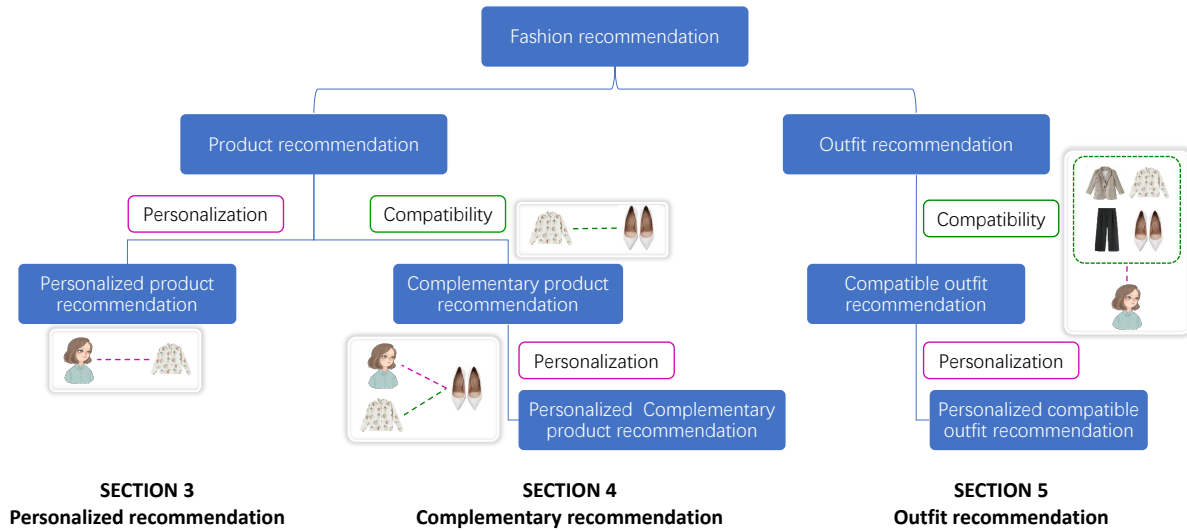 Fashion recommendation
Product recommendation
Outfit recommendation
Personalization
Compatibility
Compatibility
Personalized product
recommendation
Complementary product
recommendation
Compatible outfit
recommendation
Personalization
Personalization
Personalized Complementary
product recommendation
Personalized compatible
outfit recommendation
SECTION 3
Personalized recommendation
SECTION 4
Complementary recommendation
SECTION 5
Outfit recommendation